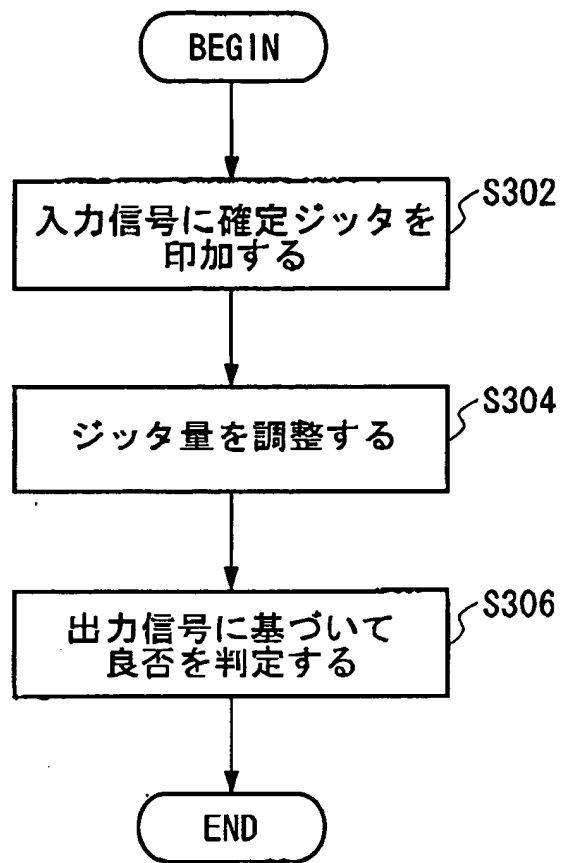 BEGIN
S302
入力信号に確定ジッタを
印加する
S304
ジッタ量を調整する
S306
出力信号に基づいて
良否を判定する
END